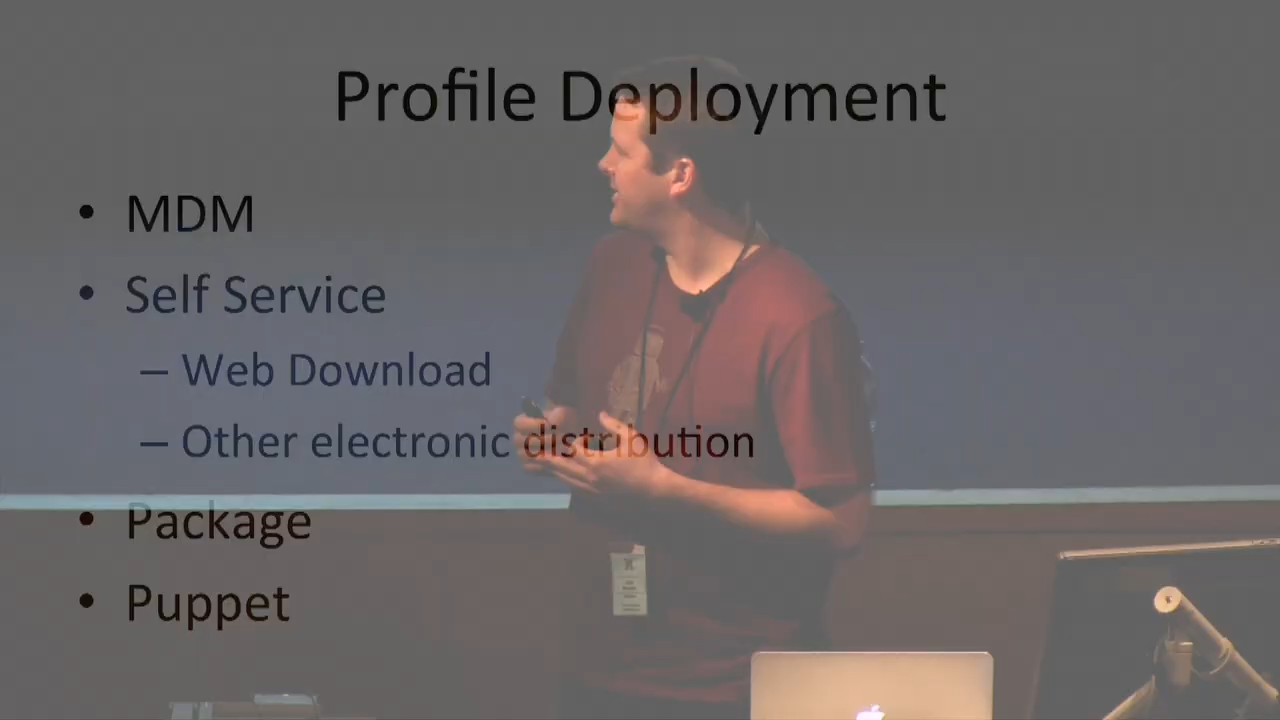 Profile Deployment
• MDM
• Self Service
– Web Download
– Other electronic distribution
• Package
• Puppet